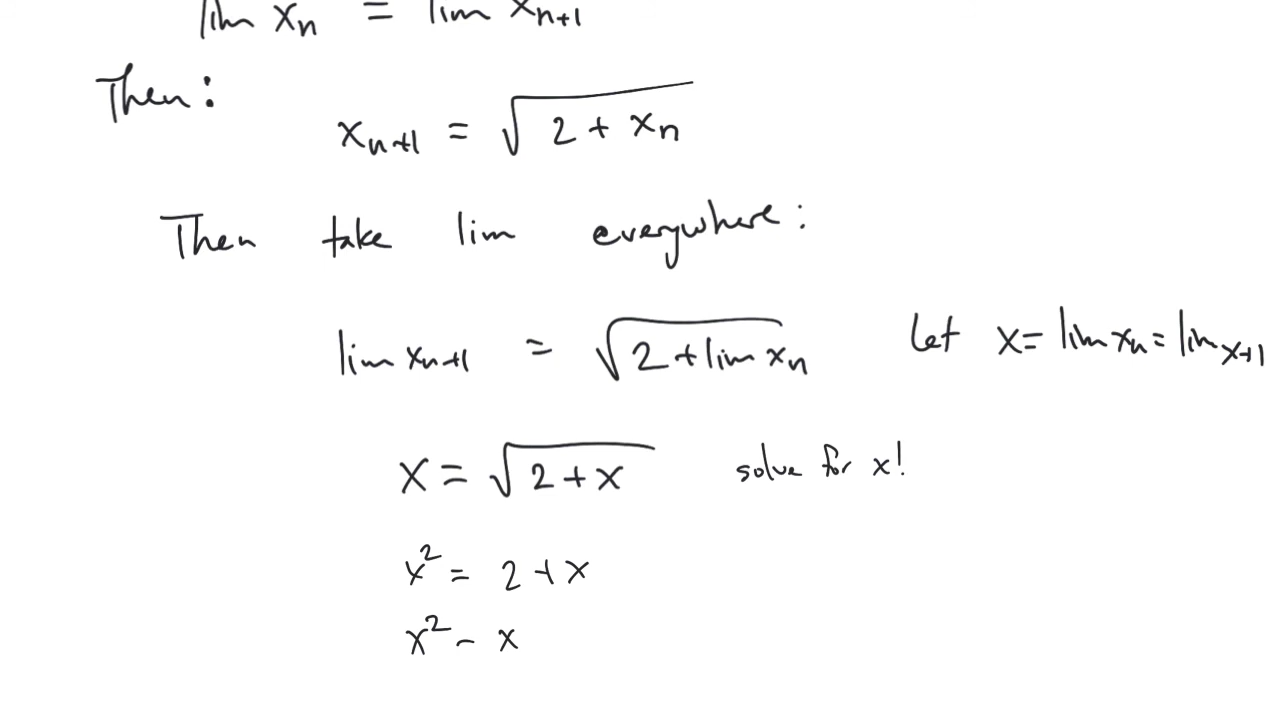 lim xₙ = lim xₙ₊₁
Then:
xₙ₊₁ = √(2 + xₙ)
Then take lim everywhere:
lim xₙ₊₁ = √(2 + lim xₙ) Let x = lim xₙ = lim ₓ₊₁
x = √(2 + x) solve for x!
x² = 2 + x
x² - x